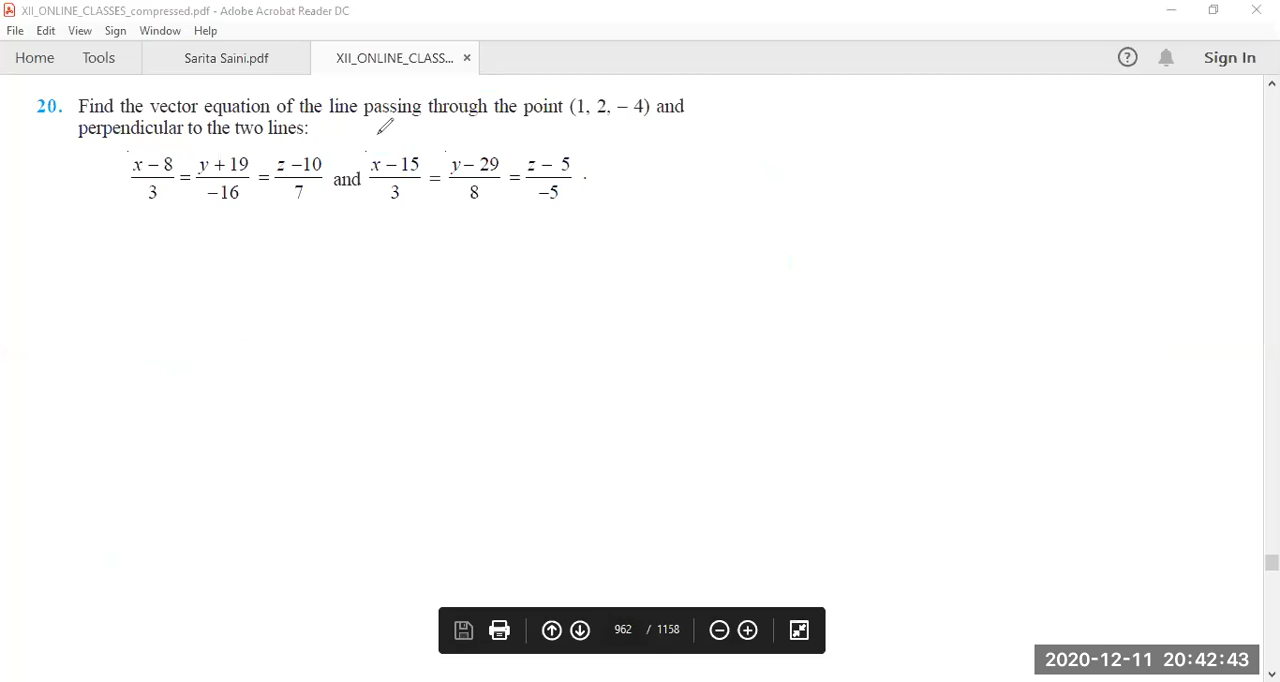 XII_ONLINE_CLASSES_compressed.pdf - Adobe Acrobat Reader DC
File Edit View Sign Window Help
Home Tools Sarita Saini.pdf XII_ONLINE_CLASS... × Sign In
20. Find the vector equation of the line passing through the point (1, 2, – 4) and
perpendicular to the two lines:
x – 8 / 3 = y + 19 / –16 = z –10 / 7 and x – 15 / 3 = y – 29 / 8 = z – 5 / –5 .
962 / 1158
2020-12-11 20:42:43